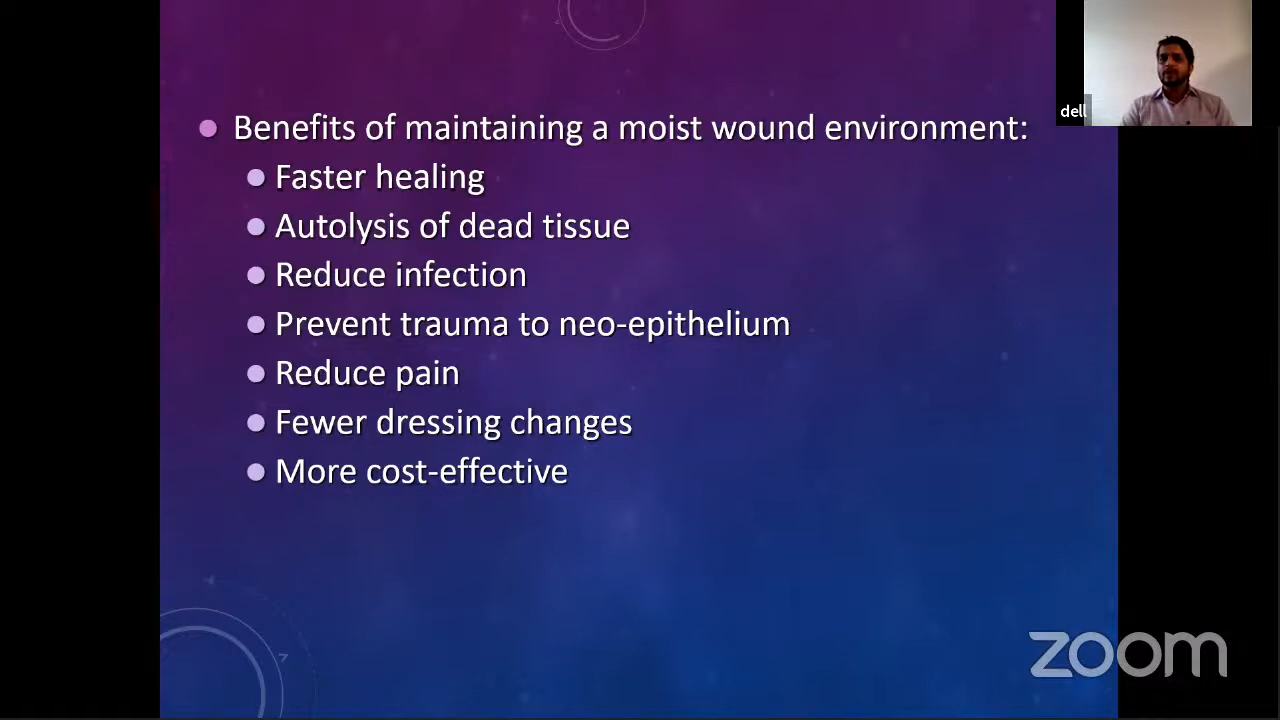 dell
Benefits of maintaining a moist wound environment:
Faster healing
Autolysis of dead tissue
Reduce infection
Prevent trauma to neo-epithelium
Reduce pain
Fewer dressing changes
More cost-effective
zoom